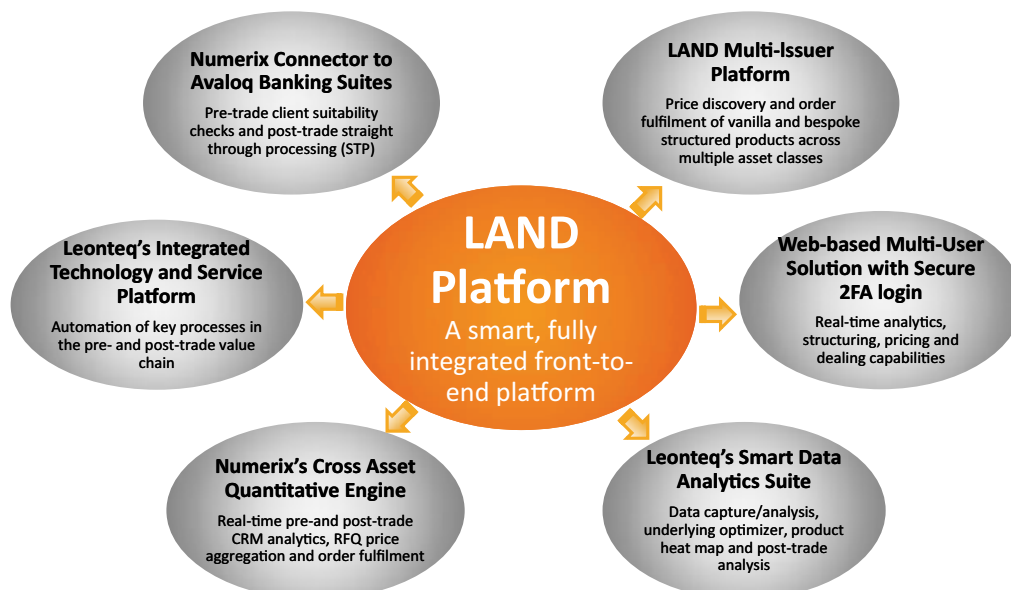 Numerix Connector to
Avaloq Banking Suites
Pre-trade client suitability
checks and post-trade straight
through processing (STP)
LAND Multi-Issuer
Platform
Price discovery and order
fulfilment of vanilla and bespoke
structured products across
multiple asset classes
Leonteq's Integrated
Technology and Service
Platform
Automation of key processes in
the pre- and post-trade value
chain
LAND
Platform
A smart, fully
integrated front-to-
end platform
Web-based Multi-User
Solution with Secure
2FA login
Real-time analytics,
structuring, pricing and
dealing capabilities
Numerix's Cross Asset
Quantitative Engine
Real-time pre-and post-trade
CRM analytics, RFQ price
aggregation and order fulfilment
Leonteq's Smart Data
Analytics Suite
Data capture/analysis,
underlying optimizer, product
heat map and post-trade
analysis